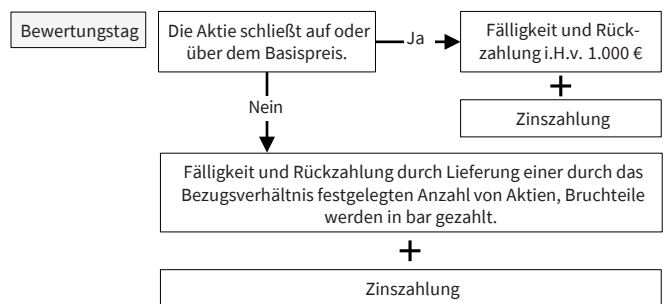 Bewertungstag
Die Aktie schließt auf oder
über dem Basispreis.
Ja
Fälligkeit und Rück-
zahlung i.H.v. 1.000 €
+
Zinszahlung
Nein
Fälligkeit und Rückzahlung durch Lieferung einer durch das
Bezugsverhältnis festgelegten Anzahl von Aktien, Bruchteile
werden in bar gezahlt.
+
Zinszahlung